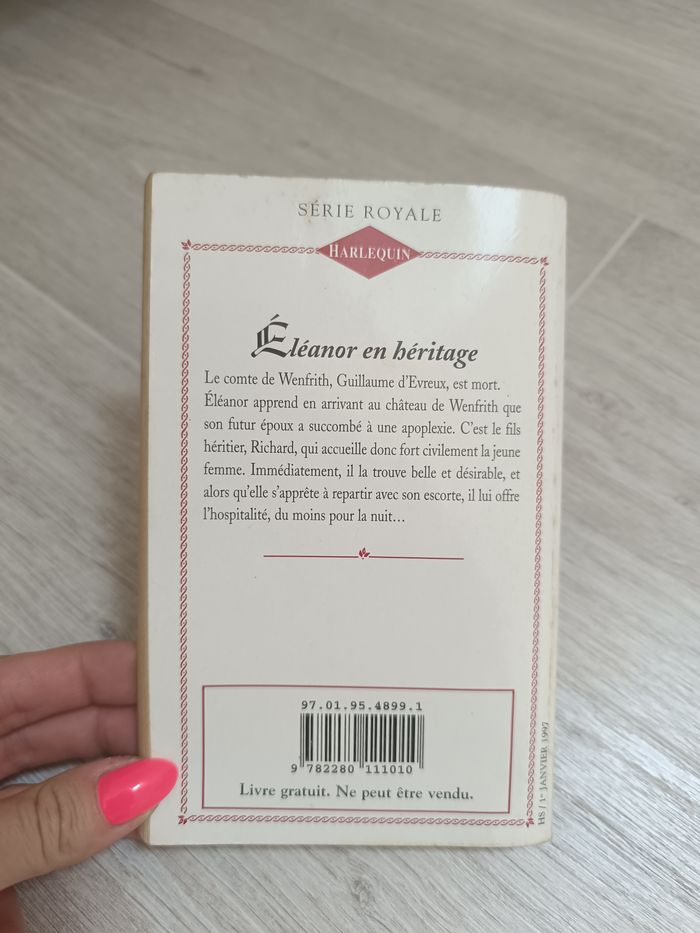 SÉRIE ROYALE
HARLEQUIN
Éléanor en héritage
Le comte de Wenfrith, Guillaume d'Evreux, est mort.
Éléanor apprend en arrivant au château de Wenfrith que
son futur époux a succombé à une apoplexie. C'est le fils
héritier, Richard, qui accueille donc fort civilement la jeune
femme. Immédiatement, il la trouve belle et désirable, et
alors qu'elle s'apprête à repartir avec son escorte, il lui offre
l'hospitalité, du moins pour la nuit...
97.01.95.4899.1
9 782280 111010
Livre gratuit. Ne peut être vendu.
HS / 1er JANVIER 1997